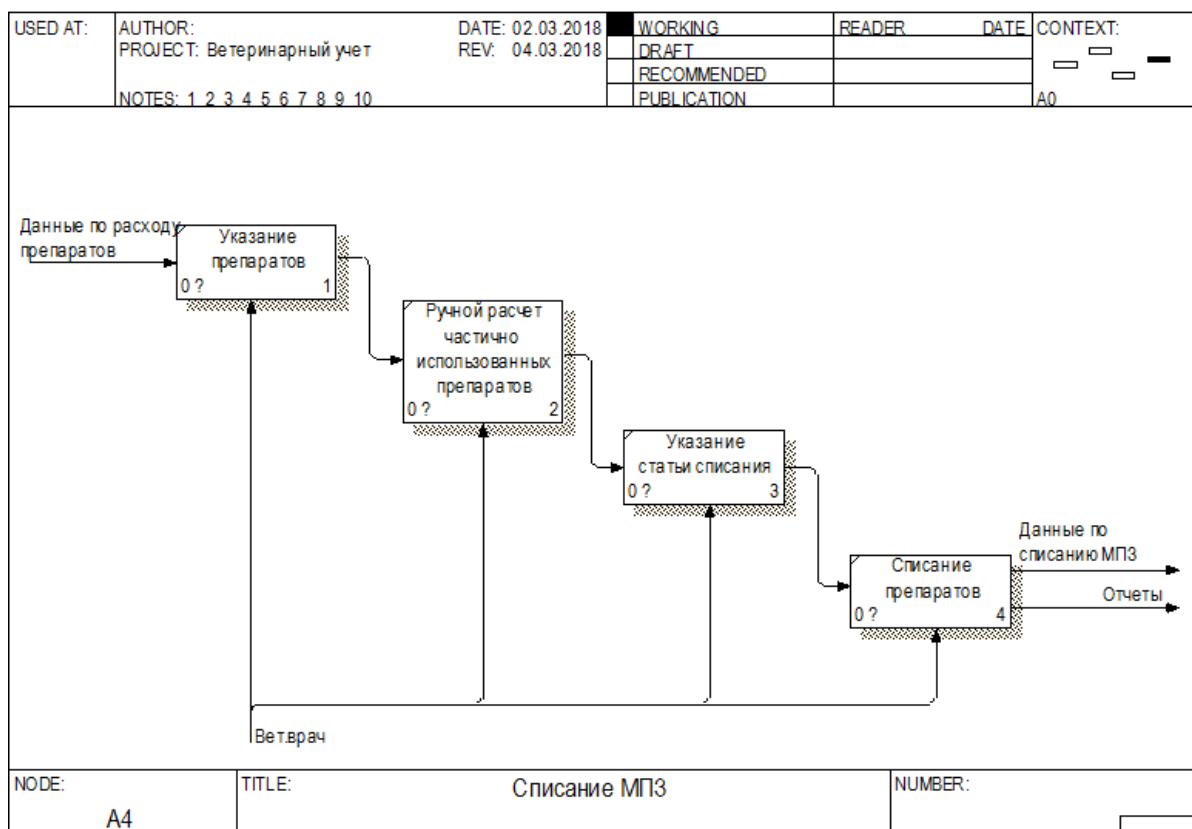 USED AT:
AUTHOR:
DATE: 02.03.2018
PROJECT: Ветеринарный учет
REV: 04.03.2018
NOTES: 1 2 3 4 5 6 7 8 9 10
WORKING
DRAFT
RECOMMENDED
PUBLICATION
READER
DATE
CONTEXT:
A0
Данные по расходу
препаратов
Указание
препаратов
0 ?
1
Ручной расчет
частично
использованных
препаратов
0 ?
2
Указание
статьи списания
0 ?
3
Списание
препаратов
0 ?
4
Данные по
списанию МПЗ
Отчеты
Вет.врач
NODE:
A4
TITLE:
Списание МПЗ
NUMBER: